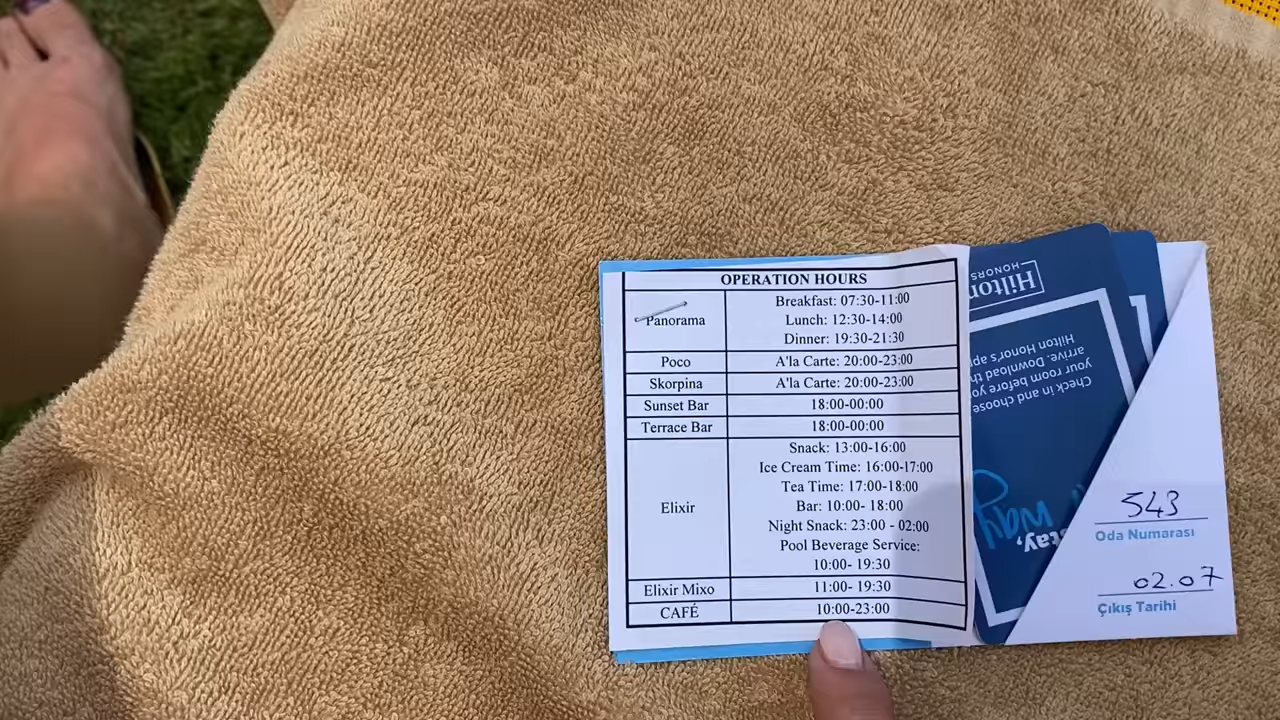 OPERATION HOURS
Panorama
Breakfast: 07:30-11:00
Lunch: 12:30-14:00
Dinner: 19:30-21:30
Poco A'la Carte: 20:00-23:00
Skorpina A'la Carte: 20:00-23:00
Sunset Bar 18:00-00:00
Terrace Bar 18:00-00:00
Elixir
Snack: 13:00-16:00
Ice Cream Time: 16:00-17:00
Tea Time: 17:00-18:00
Bar: 10:00- 18:00
Night Snack: 23:00 - 02:00
Pool Beverage Service:
10:00- 19:30
Elixir Mixo 11:00- 19:30
CAFÉ 10:00-23:00
Hilton
HONORS
Check in and choose
your room before you
arrive. Download the
Hilton Honor's app
way
543
Oda Numarası
02.07
Çıkış Tarihi